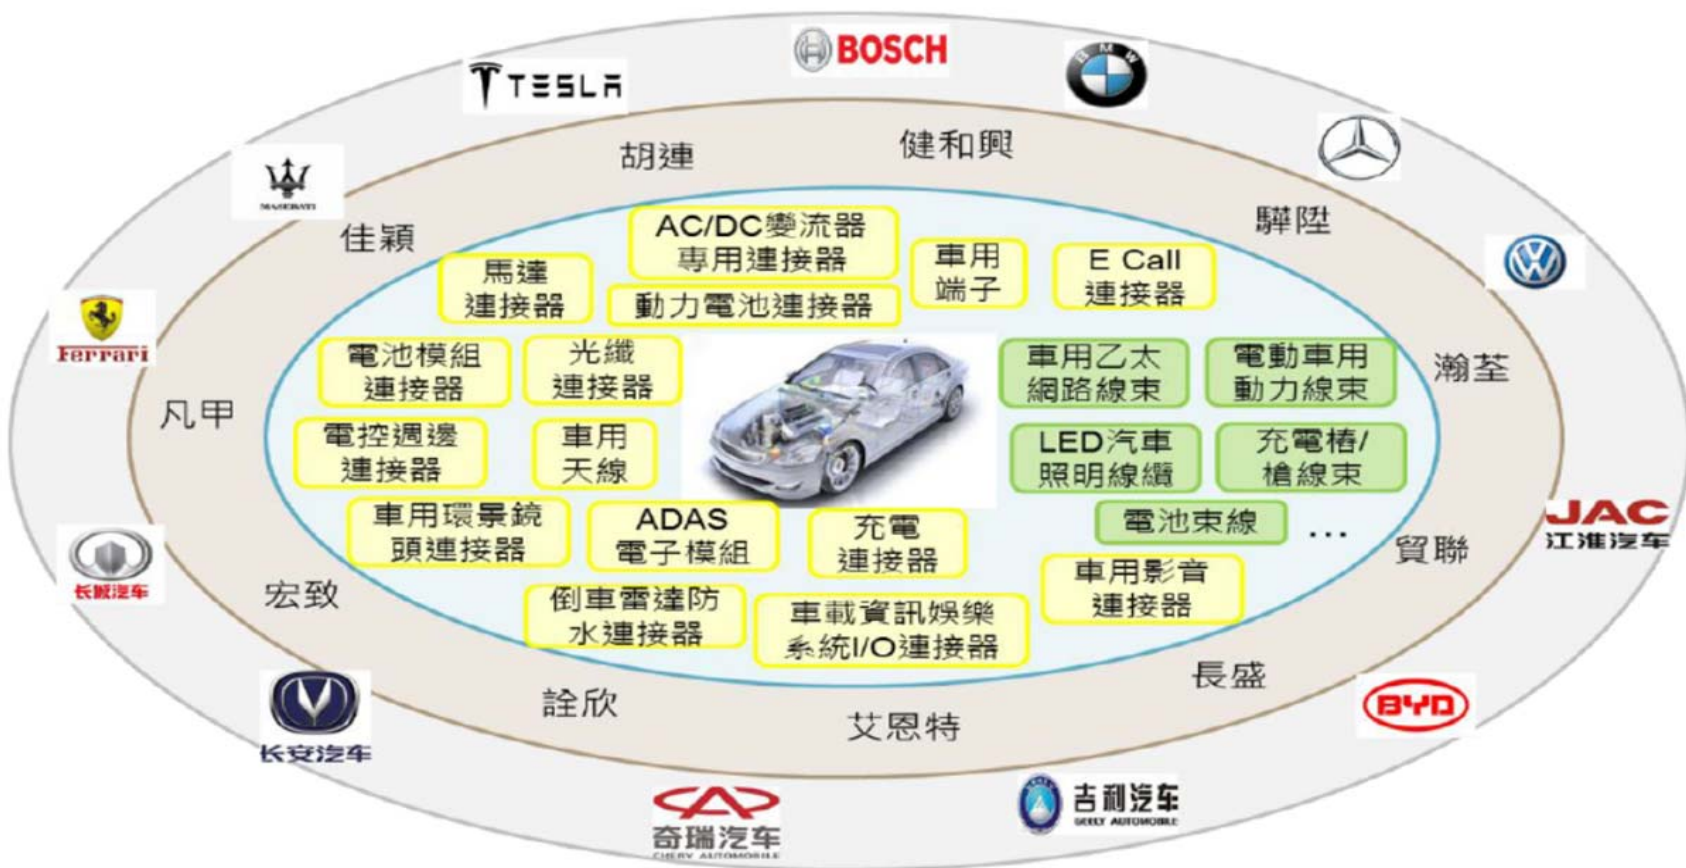 BOSCH
TESLA
BMW
MASERATI
胡連
健和興
驊陞
佳穎
AC/DC變流器
專用連接器
車用
端子
E Call
連接器
馬達
連接器
動力電池連接器
Ferrari
電池模組
連接器
光纖
連接器
車用乙太
網路線束
電動車用
動力線束
瀚荃
凡甲
電控週邊
連接器
車用
天線
LED汽車
照明線纜
充電樁/
槍線束
車用環景鏡
頭連接器
ADAS
電子模組
充電
連接器
電池束線
...
貿聯
JAC
江淮汽车
长城汽车
宏致
倒車雷達防
水連接器
車載資訊娛樂
系統I/O連接器
車用影音
連接器
長盛
詮欣
艾恩特
BYD
长安汽车
奇瑞汽车
CHERY AUTOMOBILE
吉利汽车
GEELY AUTOMOBILE